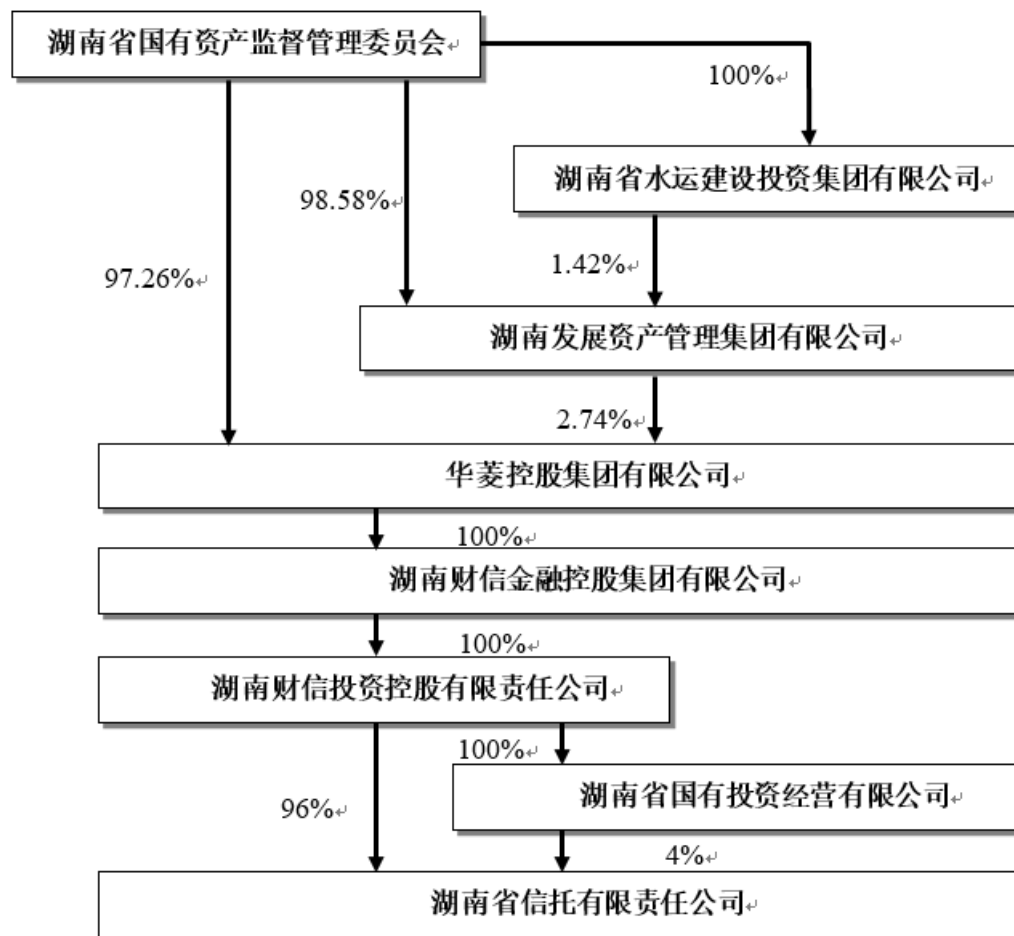 湖南省国有资产监督管理委员会
100%
湖南省水运建设投资集团有限公司
98.58%
1.42%
97.26%
湖南发展资产管理集团有限公司
2.74%
华菱控股集团有限公司
100%
湖南财信金融控股集团有限公司
100%
湖南财信投资控股有限责任公司
100%
湖南省国有投资经营有限公司
96%
4%
湖南省信托有限责任公司